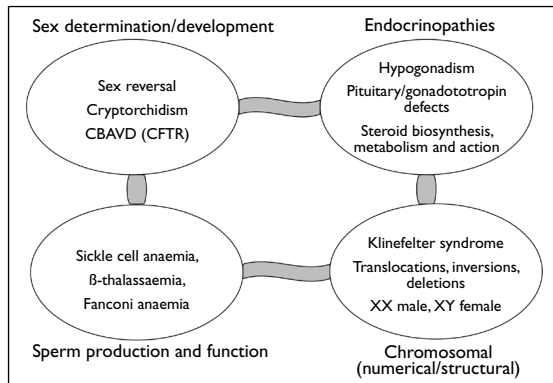 Sex determination/development
Sex reversal
Cryptorchidism
CBAVD (CFTR)
Endocrinopathies
Hypogonadism
Pituitary/gonadototropin
defects
Steroid biosynthesis,
metabolism and action
Sickle cell anaemia,
ß-thalassaemia,
Fanconi anaemia
Sperm production and function
Klinefelter syndrome
Translocations, inversions,
deletions
XX male, XY female
Chromosomal
(numerical/structural)